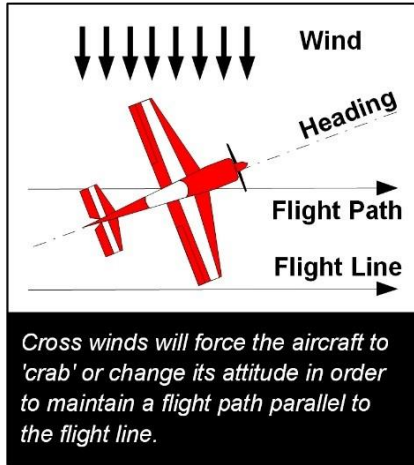 Wind
Heading
Flight Path
Flight Line
Cross winds will force the aircraft to
'crab' or change its attitude in order
to maintain a flight path parallel to
the flight line.